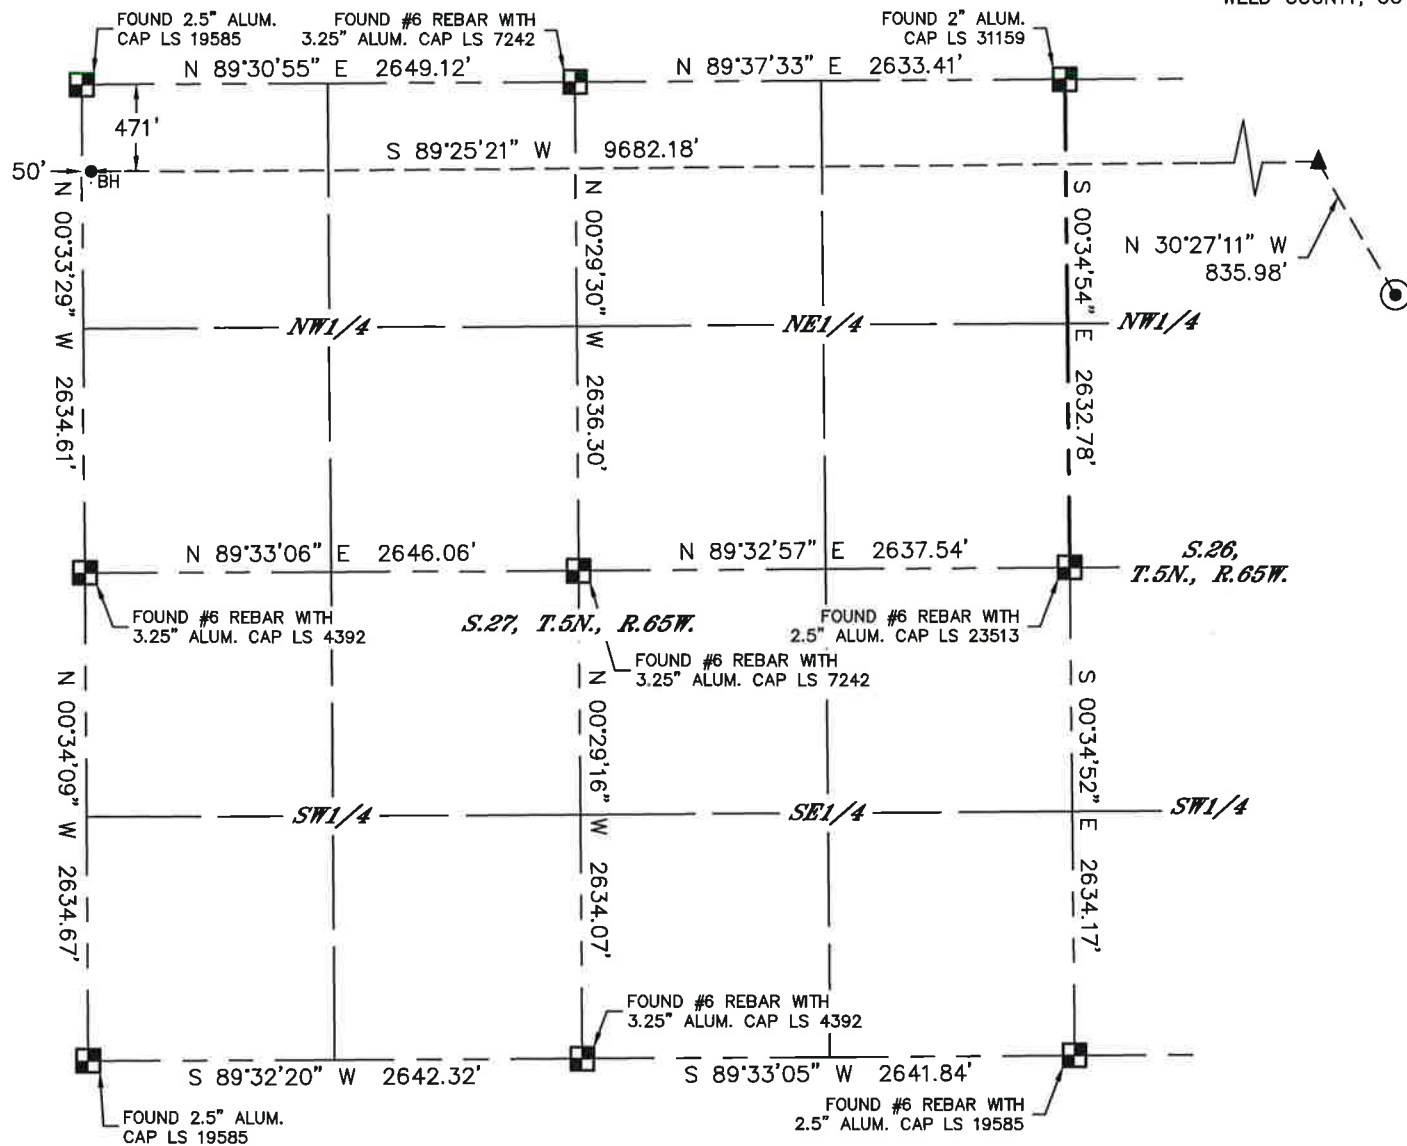 WELD COUNTY, CO
FOUND 2.5" ALUM.
CAP LS 19585
FOUND #6 REBAR WITH
3.25" ALUM. CAP LS 7242
FOUND 2" ALUM.
CAP LS 31159
N 89°30'55" E 2649.12'
N 89°37'33" E 2633.41'
471'
S 89°25'21" W 9682.18'
50'
BH
N 00°33'29" W 2634.61'
N 00°29'30" W 2636.30'
S 00°34'54" E 2632.78'
N 30°27'11" W
835.98'
NW1/4
NE1/4
NW1/4
N 89°33'06" E 2646.06'
N 89°32'57" E 2637.54'
S.26,
T.5N., R.65W.
FOUND #6 REBAR WITH
3.25" ALUM. CAP LS 4392
S.27, T.5N., R.65W.
FOUND #6 REBAR WITH
2.5" ALUM. CAP LS 23513
FOUND #6 REBAR WITH
3.25" ALUM. CAP LS 7242
N 00°34'09" W 2634.67'
N 00°29'16" W 2634.07'
S 00°34'52" E 2634.17'
SW1/4
SE1/4
SW1/4
FOUND #6 REBAR WITH
3.25" ALUM. CAP LS 4392
S 89°32'20" W 2642.32'
S 89°33'05" W 2641.84'
FOUND 2.5" ALUM.
CAP LS 19585
FOUND #6 REBAR WITH
2.5" ALUM. CAP LS 19585